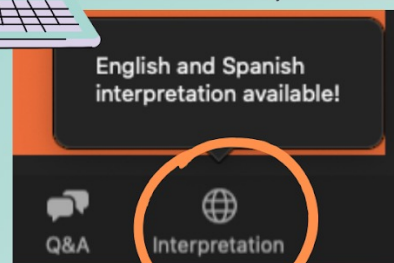 English and Spanish
interpretation available!
Q&A
Interpretation